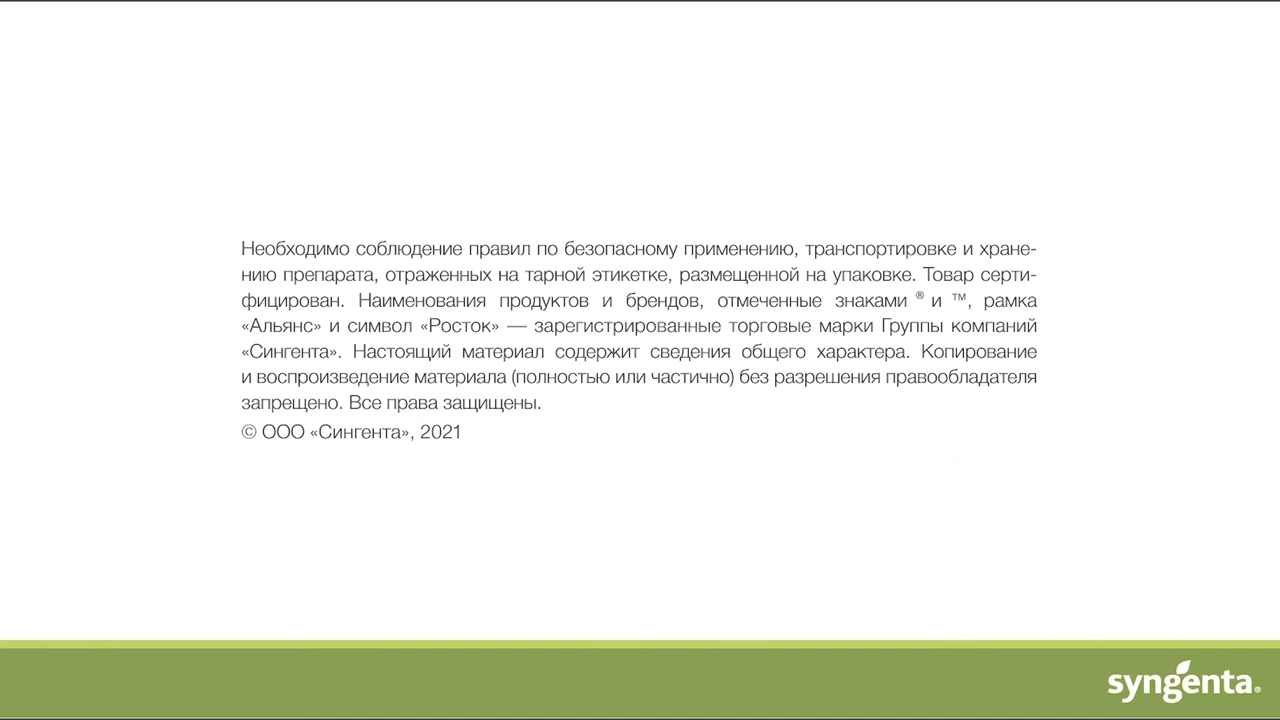 Необходимо соблюдение правил по безопасному применению, транспортировке и хране-
нию препарата, отраженных на тарной этикетке, размещенной на упаковке. Товар серти-
фицирован. Наименования продуктов и брендов, отмеченные знаками ® и ™, рамка
«Альянс» и символ «Росток» — зарегистрированные торговые марки Группы компаний
«Сингента». Настоящий материал содержит сведения общего характера. Копирование
и воспроизведение материала (полностью или частично) без разрешения правообладателя
запрещено. Все права защищены.
© ООО «Сингента», 2021
syngenta®